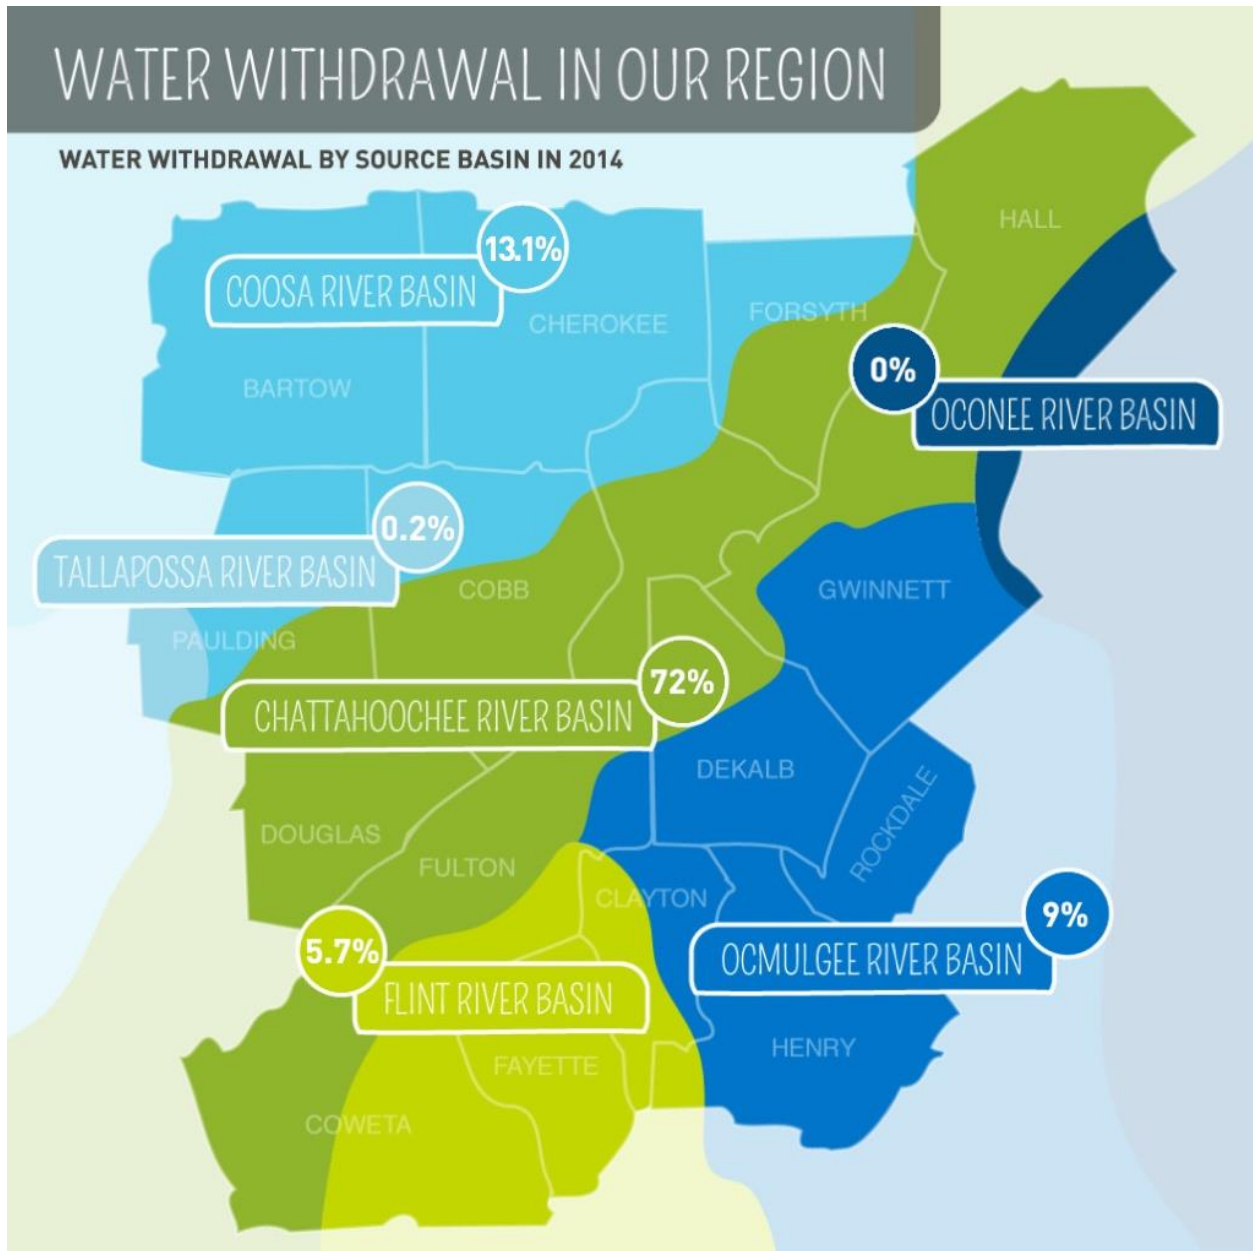 WATER WITHDRAWAL IN OUR REGION
WATER WITHDRAWAL BY SOURCE BASIN IN 2014
HALL
13.1%
COOSA RIVER BASIN
CHEROKEE
FORSYTH
BARTOW
0%
OCONEE RIVER BASIN
0.2%
TALLAPOSSA RIVER BASIN
COBB
GWINNETT
PAULDING
72%
CHATTAHOOCHEE RIVER BASIN
DEKALB
ROCKDALE
DOUGLAS
FULTON
CLAYTON
9%
OCMULGEE RIVER BASIN
5.7%
FLINT RIVER BASIN
HENRY
FAYETTE
COWETA